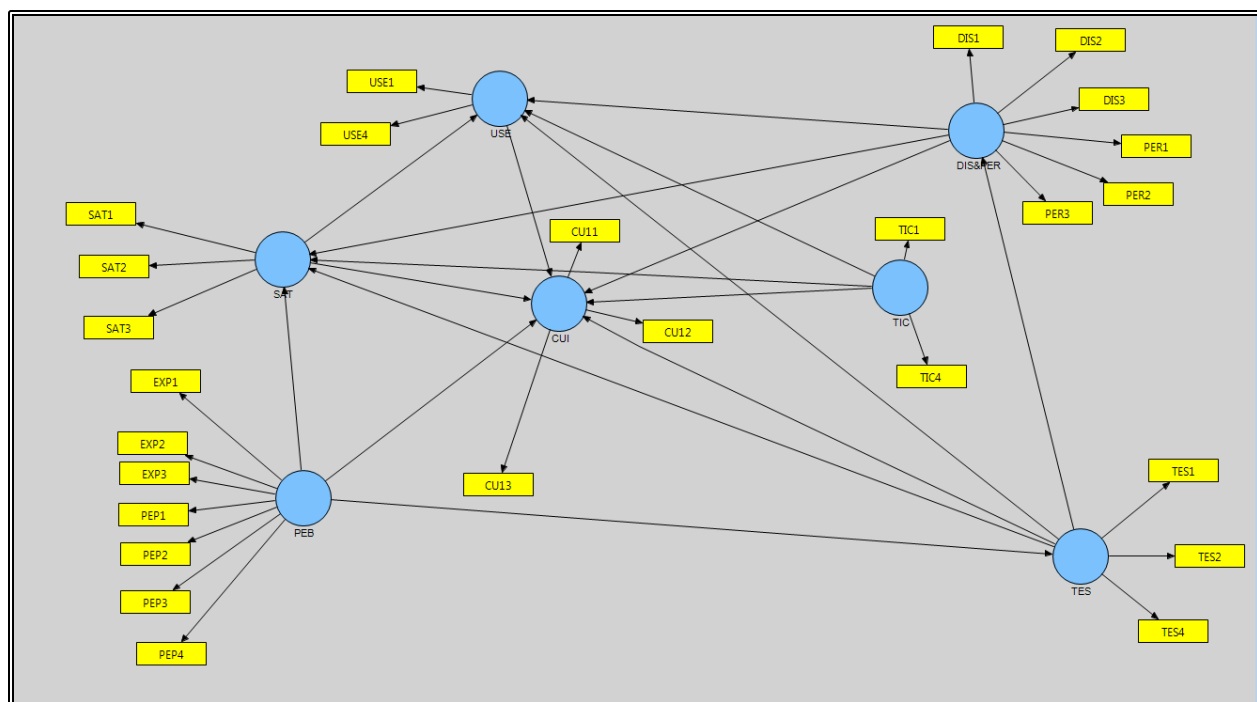 DIS1
DIS2
USE1
DIS3
USE4
USE
PER1
DIS&PER
PER2
PER3
SAT1
CU11
TIC1
SAT2
SAT
SAT3
CU12
CUI
TIC
EXP1
TIC4
EXP2
EXP3
TES1
CU13
PEP1
PEB
PEP2
TES2
TES
PEP3
TES4
PEP4